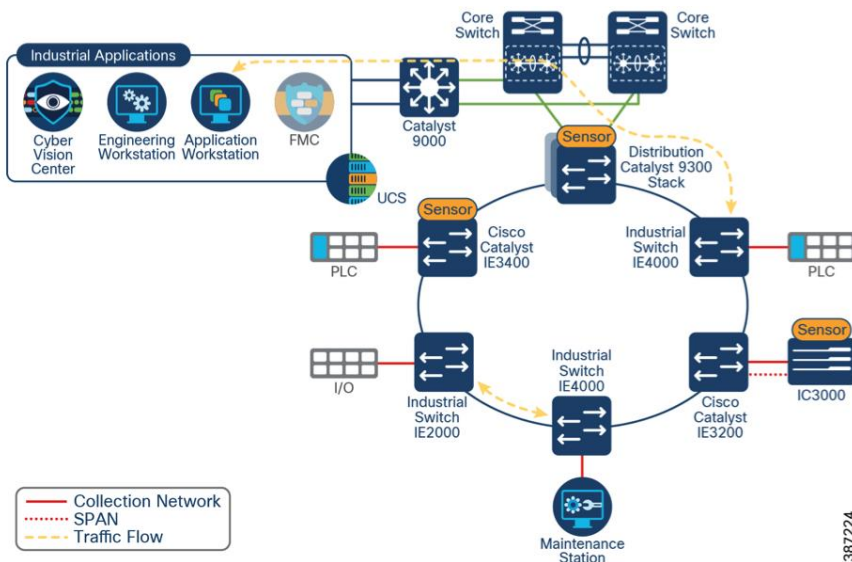 Core
Switch
Core
Switch
Industrial Applications
Cyber
Vision
Center
Engineering
Workstation
Application
Workstation
FMC
UCS
Catalyst
9000
Sensor
Distribution
Catalyst 9300
Stack
Sensor
Cisco
Catalyst
IE3400
PLC
Industrial
Switch
IE4000
PLC
Sensor
IC3000
I/O
Industrial
Switch
IE2000
Industrial
Switch
IE4000
Cisco
Catalyst
IE3200
Maintenance
Station
Collection Network
SPAN
Traffic Flow
387224